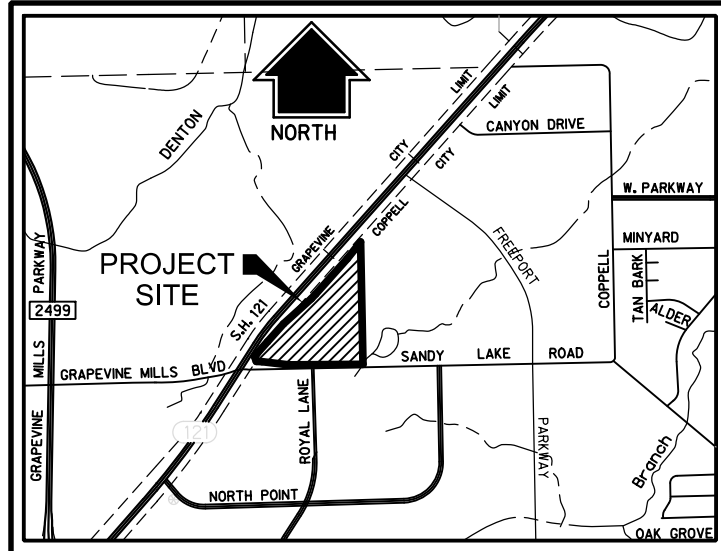 NORTH
DENTON
LIMIT
LIMIT
CITY
CITY
CANYON DRIVE
W. PARKWAY
MINYARD
TAN BARK
ALDER
COPPELL
FREEPORT
PARKWAY
GRAPEVINE
COPPELL
PROJECT
SITE
S.H. 121
PARKWAY
2499
MILLS
GRAPEVINE
GRAPEVINE MILLS BLVD
SANDY LAKE ROAD
ROYAL LANE
121
NORTH POINT
Branch
OAK GROVE